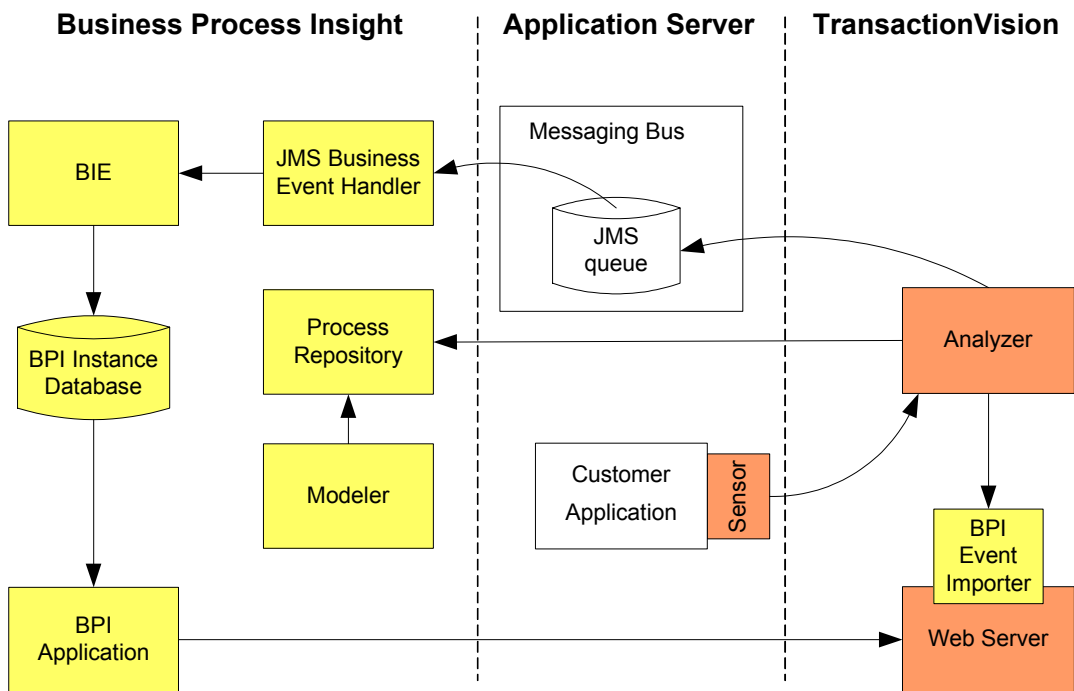 Business Process Insight
Application Server
TransactionVision
BIE
JMS Business
Event Handler
Messaging Bus
JMS
queue
BPI Instance
Database
Process
Repository
Analyzer
Modeler
Customer
Application
Sensor
BPI
Event
Importer
BPI
Application
Web Server